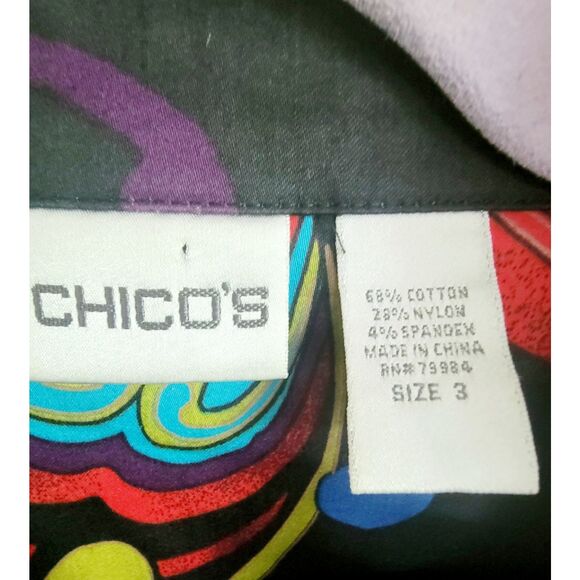 CHICO'S
68% COTTON
28% NYLON
4% SPANDEX
MADE IN CHINA
RN# 79984
SIZE 3